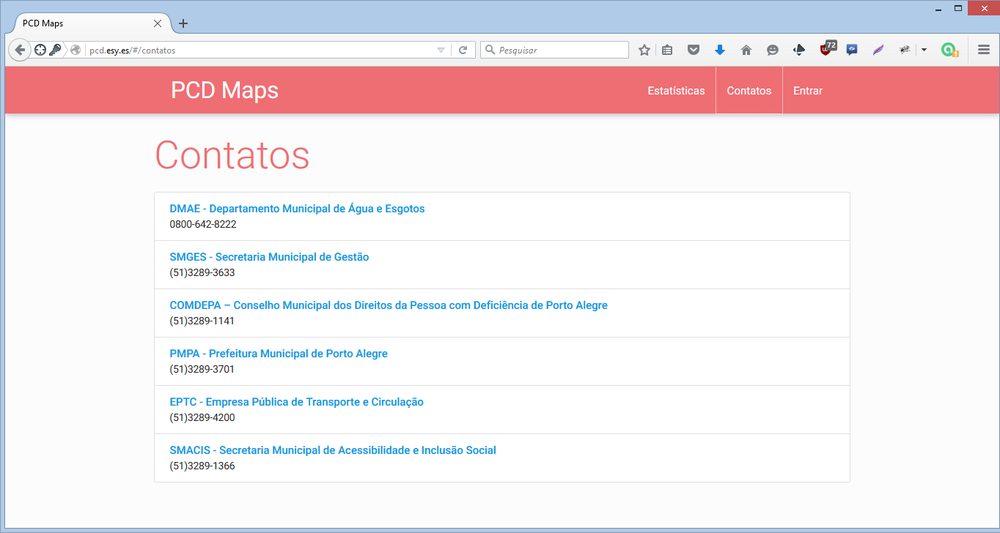 PCD Maps
pcd.esy.es/#/contatos
Pesquisar
72
1
PCD Maps
Estatísticas
Contatos
Entrar
Contatos
DMAE - Departamento Municipal de Água e Esgotos
0800-642-8222
SMGES - Secretaria Municipal de Gestão
(51)3289-3633
COMDEPA – Conselho Municipal dos Direitos da Pessoa com Deficiência de Porto Alegre
(51)3289-1141
PMPA - Prefeitura Municipal de Porto Alegre
(51)3289-3701
EPTC - Empresa Pública de Transporte e Circulação
(51)3289-4200
SMACIS - Secretaria Municipal de Acessibilidade e Inclusão Social
(51)3289-1366